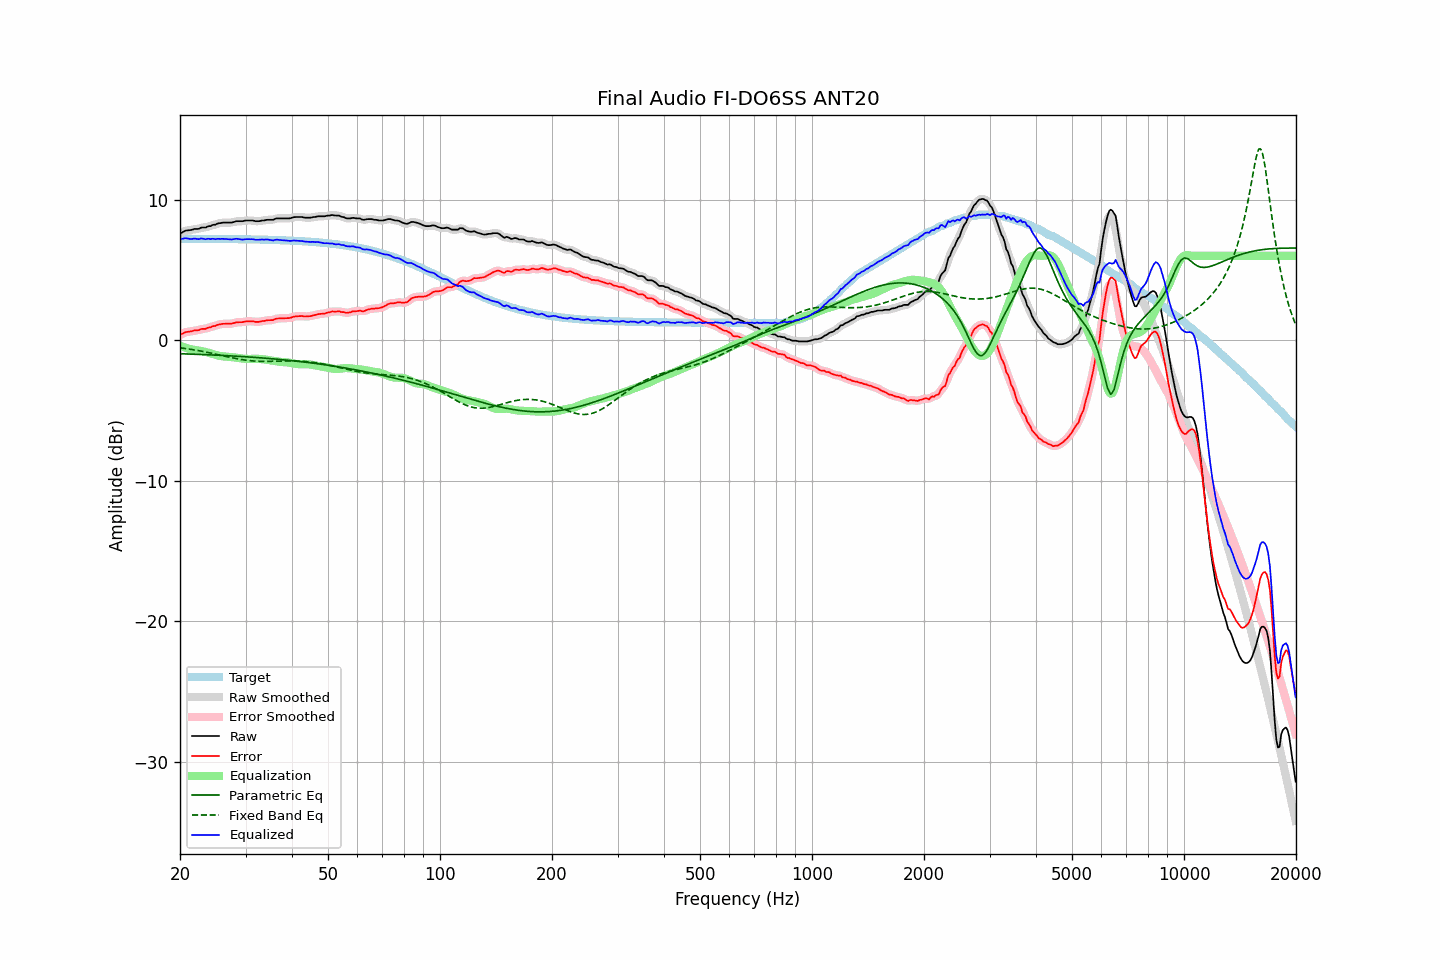 Final Audio FI-DO6SS ANT20
Amplitude (dBr)
10
0
−10
−20
−30
Target
Raw Smoothed
Error Smoothed
Raw
Error
Equalization
Parametric Eq
Fixed Band Eq
Equalized
20 50 100 200 500 1000 2000 5000 10000 20000
Frequency (Hz)